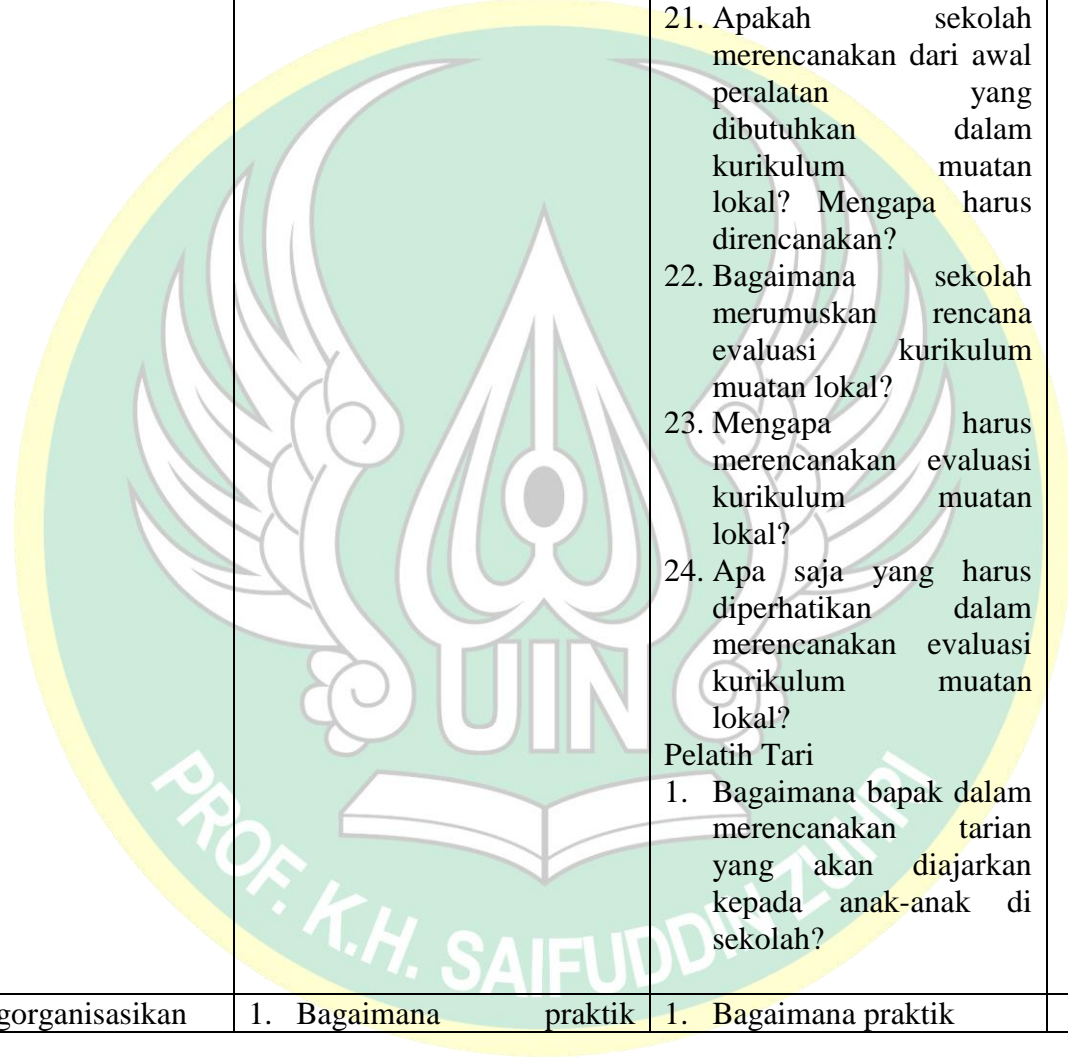 21. Apakah sekolah
merencanakan dari awal
peralatan yang
dibutuhkan dalam
kurikulum muatan
lokal? Mengapa harus
direncanakan?
22. Bagaimana sekolah
merumuskan rencana
evaluasi kurikulum
muatan lokal?
23. Mengapa harus
merencanakan evaluasi
kurikulum muatan
lokal?
24. Apa saja yang harus
diperhatikan dalam
merencanakan evaluasi
kurikulum muatan
lokal?
Pelatih Tari
1. Bagaimana bapak dalam
merencanakan tarian
yang akan diajarkan
kepada anak-anak di
sekolah?
gorganisasikan
1. Bagaimana praktik
1. Bagaimana praktik
UIN
PROF. K.H. SAIFUDDIN ZUHRI